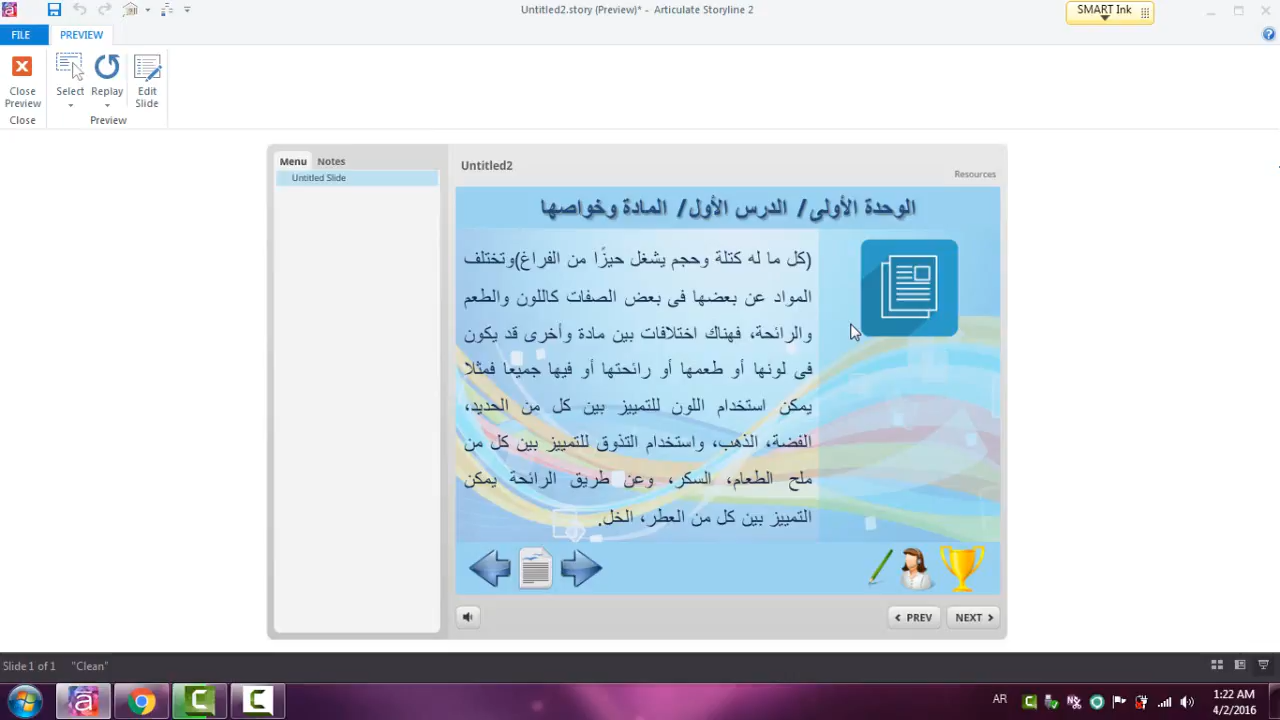 Untitled2.story (Preview)* - Articulate Storyline 2
SMART Ink
FILE
PREVIEW
Close Preview
Select
Replay
Edit Slide
Close
Preview
Menu
Notes
Untitled Slide
Untitled2
Resources
الوحدة الأولى/ الدرس الأول/ المادة وخواصها
(كل ما له كتلة وحجم يشغل حيزًا من الفراغ)وتختلف
المواد عن بعضها فى بعض الصفات كاللون والطعم
والرائحة، فهناك اختلافات بين مادة وأخرى قد يكون
فى لونها أو طعمها أو رائحتها أو فيها جميعا فمثلا
يمكن استخدام اللون للتمييز بين كل من الحديد،
الفضة، الذهب، واستخدام التذوق للتمييز بين كل من
ملح الطعام، السكر، وعن طريق الرائحة يمكن
التمييز بين كل من العطر، الخل.
PREV
NEXT
Slide 1 of 1
"Clean"
AR
1:22 AM
4/2/2016